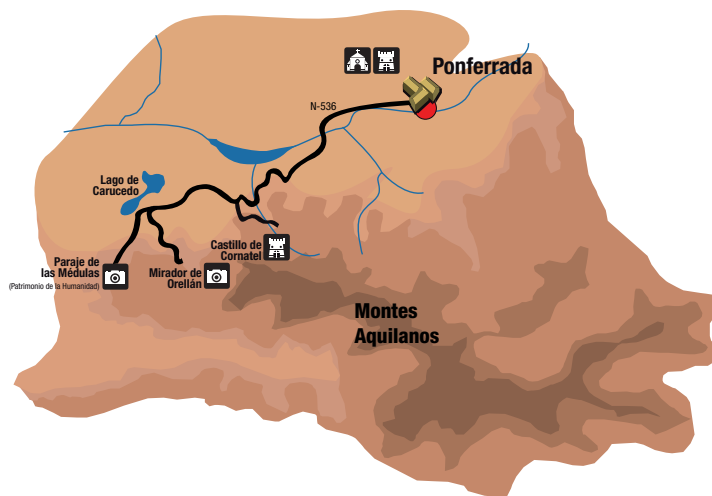 Ponferrada
N-536
Lago de
Carucedo
Castillo de
Cornatel
Paraje de
las Médulas
(Patrimonio de la Humanidad)
Mirador de
Orellán
Montes
Aquilanos